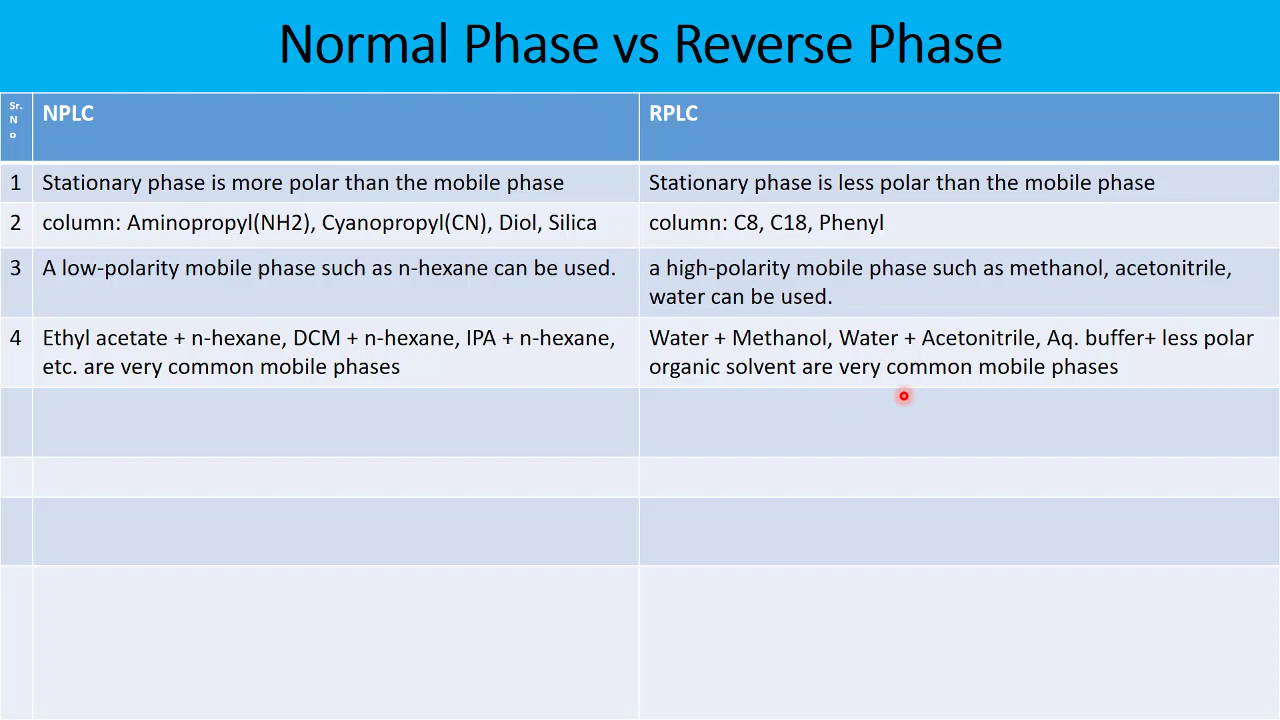 Normal Phase vs Reverse Phase
Sr.
N
o
NPLC
RPLC
1
Stationary phase is more polar than the mobile phase
Stationary phase is less polar than the mobile phase
2
column: Aminopropyl(NH2), Cyanopropyl(CN), Diol, Silica
column: C8, C18, Phenyl
3
A low-polarity mobile phase such as n-hexane can be used.
a high-polarity mobile phase such as methanol, acetonitrile,
water can be used.
4
Ethyl acetate + n-hexane, DCM + n-hexane, IPA + n-hexane,
etc. are very common mobile phases
Water + Methanol, Water + Acetonitrile, Aq. buffer+ less polar
organic solvent are very common mobile phases